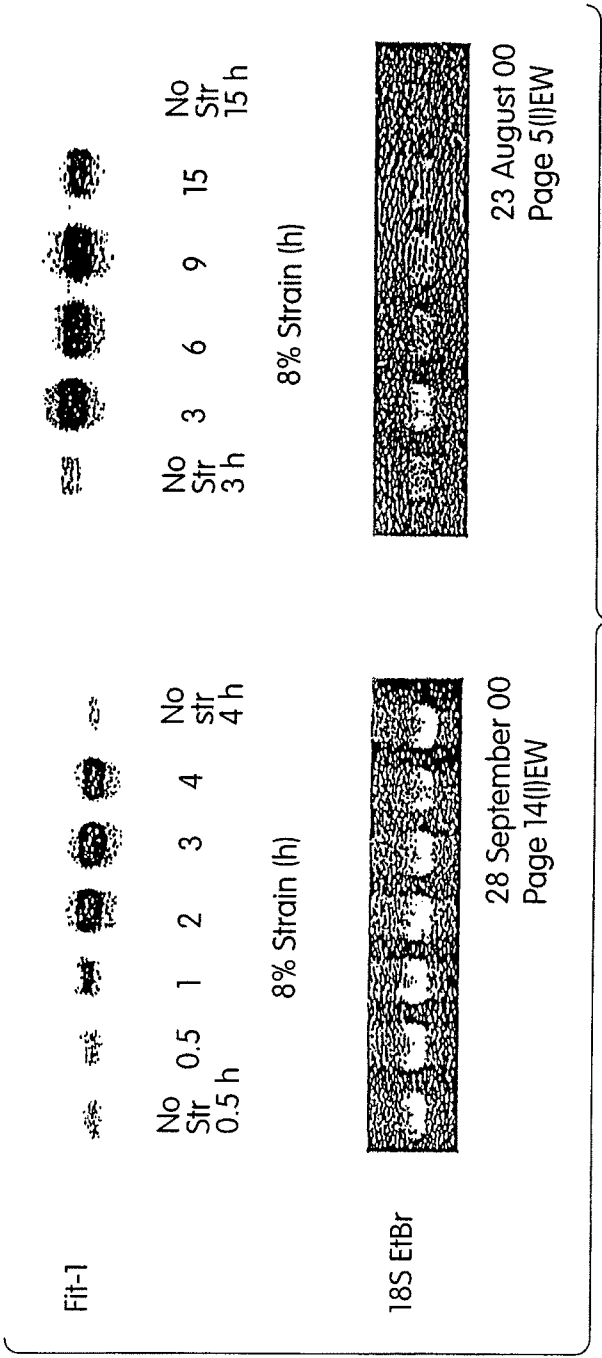 Fit-1
No
Str
0.5 h
0.5
1
2
3
4
No
str
4 h
8% Strain (h)
18S EtBr
28 September 00
Page 14(I)EW
No
Str
3 h
3
6
9
15
No
Str
15 h
8% Strain (h)
23 August 00
Page 5(I)EW